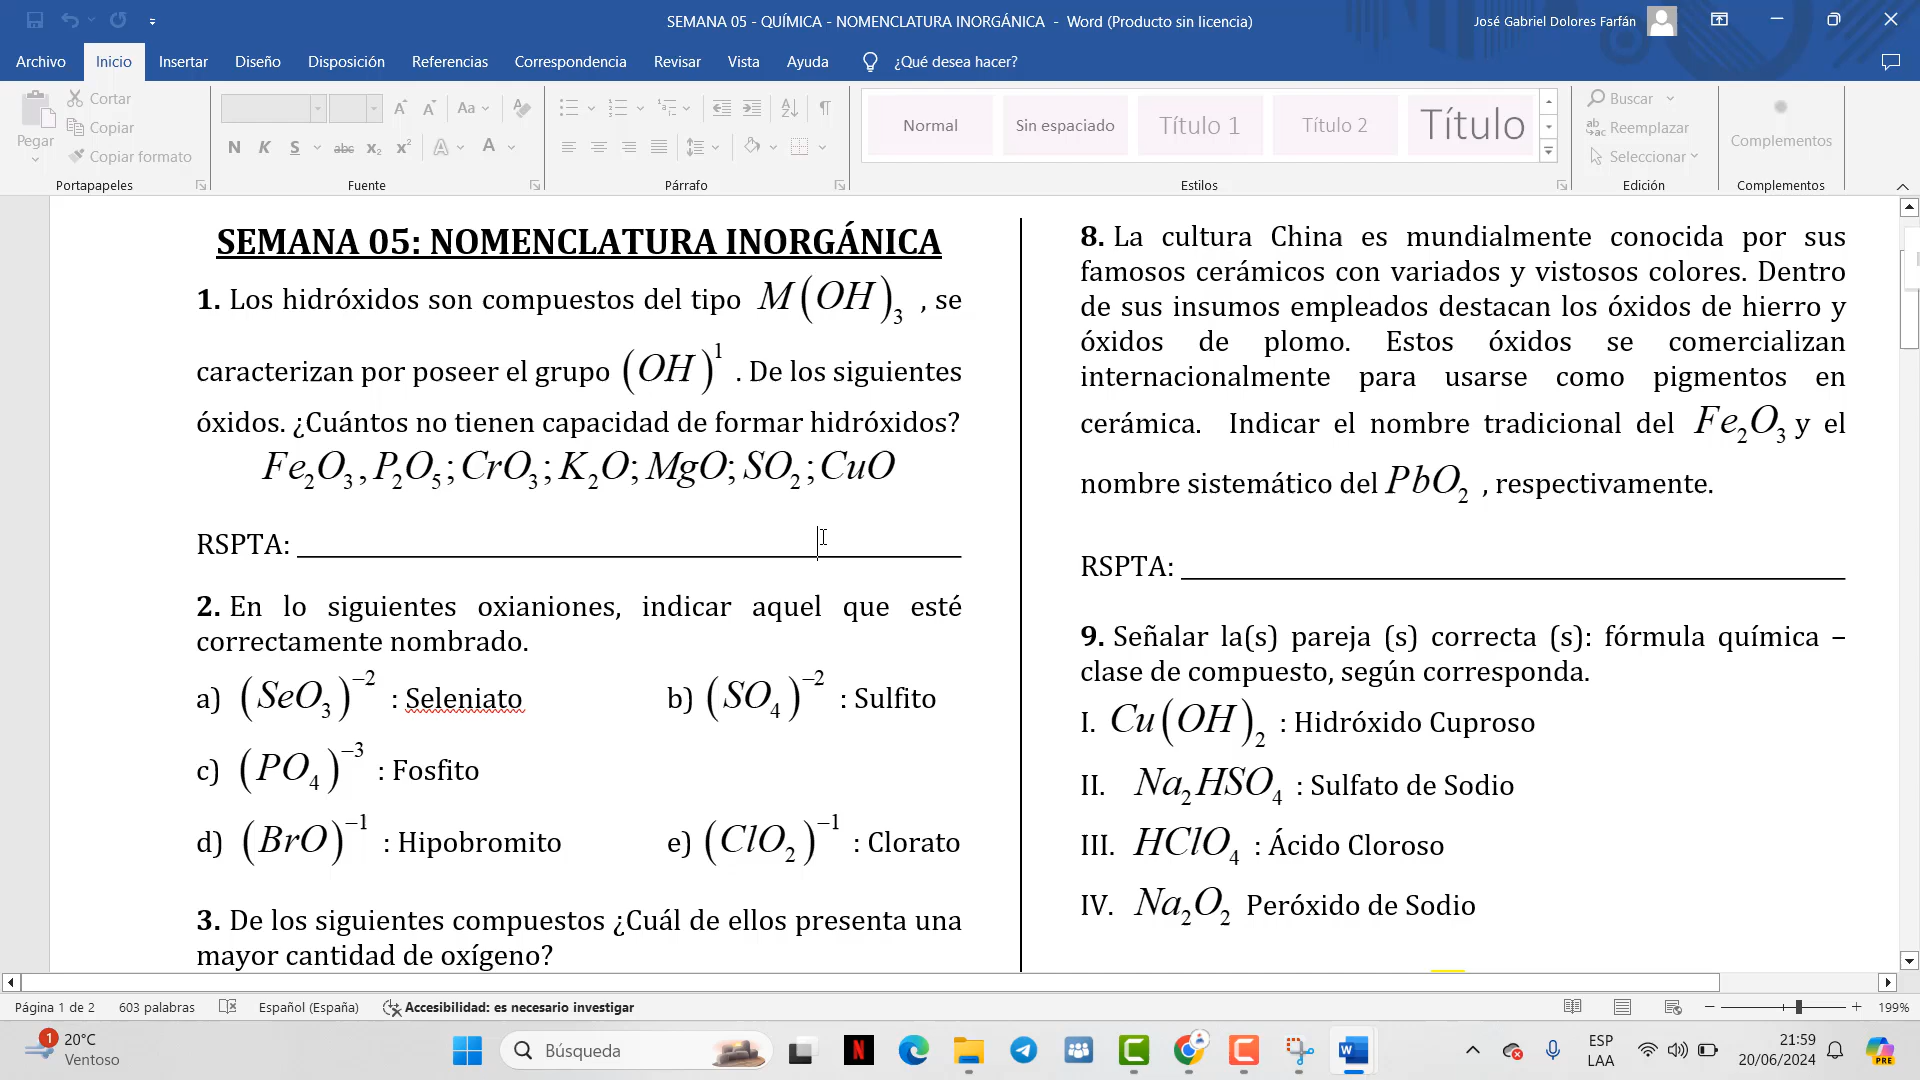 SEMANA 05 - QUÍMICA - NOMENCLATURA INORGÁNICA - Word (Producto sin licencia)
José Gabriel Dolores Farfán
Archivo Inicio Insertar Diseño Disposición Referencias Correspondencia Revisar Vista Ayuda ¿Qué desea hacer?
Pegar
Cortar
Copiar
Copiar formato
Portapapeles
Aa
N K S abc x₂ x² A A
Fuente
Párrafo
Normal Sin espaciado Título 1 Título 2 Título
Estilos
Buscar
Reemplazar
Seleccionar
Edición
Complementos
Complementos
SEMANA 05: NOMENCLATURA INORGÁNICA
1. Los hidróxidos son compuestos del tipo M(OH)₃ , se
caracterizan por poseer el grupo (OH)¹ . De los siguientes
óxidos. ¿Cuántos no tienen capacidad de formar hidróxidos?
Fe₂O₃, P₂O₅; CrO₃; K₂O; MgO; SO₂; CuO
RSPTA: ____________________
2. En lo siguientes oxianiones, indicar aquel que esté
correctamente nombrado.
a) (SeO₃)⁻² : Seleniato b) (SO₄)⁻² : Sulfito
c) (PO₄)⁻³ : Fosfito
d) (BrO)⁻¹ : Hipobromito e) (ClO₂)⁻¹ : Clorato
3. De los siguientes compuestos ¿Cuál de ellos presenta una
mayor cantidad de oxígeno?
8. La cultura China es mundialmente conocida por sus
famosos cerámicos con variados y vistosos colores. Dentro
de sus insumos empleados destacan los óxidos de hierro y
óxidos de plomo. Estos óxidos se comercializan
internacionalmente para usarse como pigmentos en
cerámica. Indicar el nombre tradicional del Fe₂O₃ y el
nombre sistemático del PbO₂ , respectivamente.
RSPTA: ____________________
9. Señalar la(s) pareja (s) correcta (s): fórmula química –
clase de compuesto, según corresponda.
I. Cu(OH)₂ : Hidróxido Cuproso
II. Na₂HSO₄ : Sulfato de Sodio
III. HClO₄ : Ácido Cloroso
IV. Na₂O₂ Peróxido de Sodio
Página 1 de 2 603 palabras Español (España) Accesibilidad: es necesario investigar 199%
1
20°C
Ventoso
Búsqueda
N
W
ESP
LAA
21:59
20/06/2024
PRE